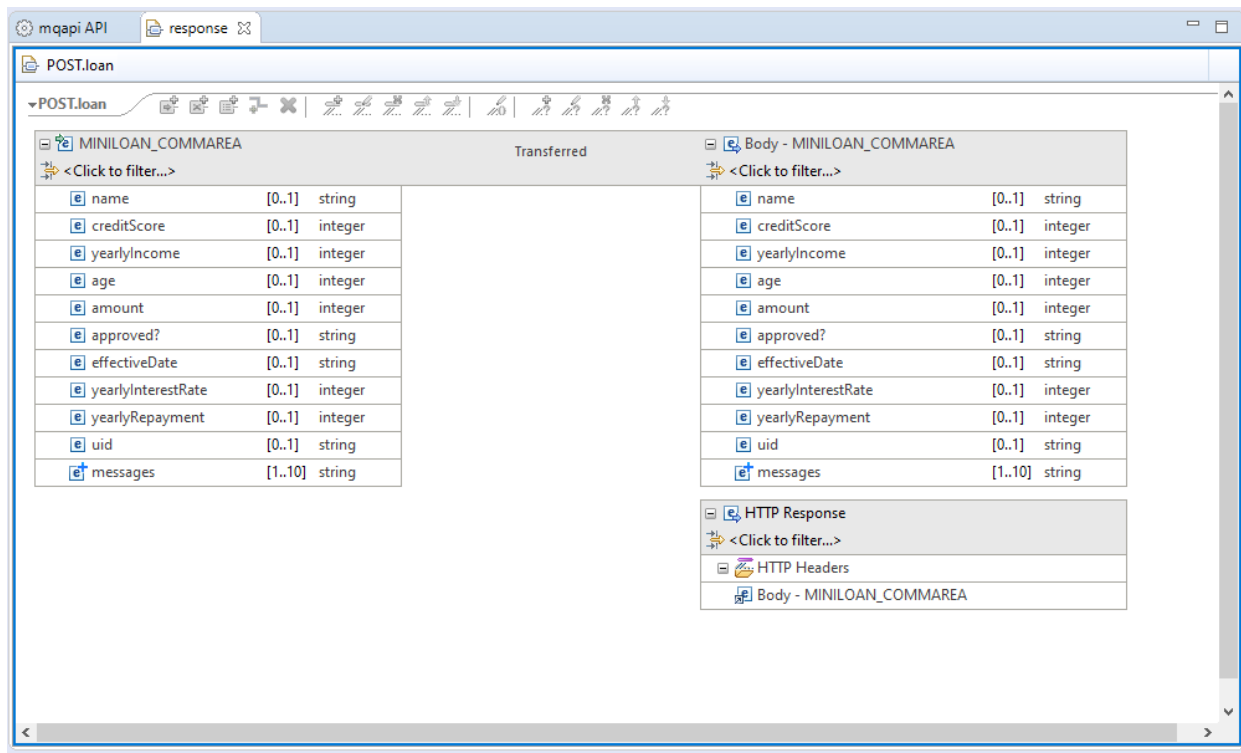 mqapi API response
POST.loan
POST.loan
MINILOAN_COMMAREA Transferred Body - MINILOAN_COMMAREA
<Click to filter...> <Click to filter...>
e name [0..1] string e name [0..1] string
e creditScore [0..1] integer e creditScore [0..1] integer
e yearlyIncome [0..1] integer e yearlyIncome [0..1] integer
e age [0..1] integer e age [0..1] integer
e amount [0..1] integer e amount [0..1] integer
e approved? [0..1] string e approved? [0..1] string
e effectiveDate [0..1] string e effectiveDate [0..1] string
e yearlyInterestRate [0..1] integer e yearlyInterestRate [0..1] integer
e yearlyRepayment [0..1] integer e yearlyRepayment [0..1] integer
e uid [0..1] string e uid [0..1] string
e messages [1..10] string e messages [1..10] string
HTTP Response
<Click to filter...>
HTTP Headers
Body - MINILOAN_COMMAREA